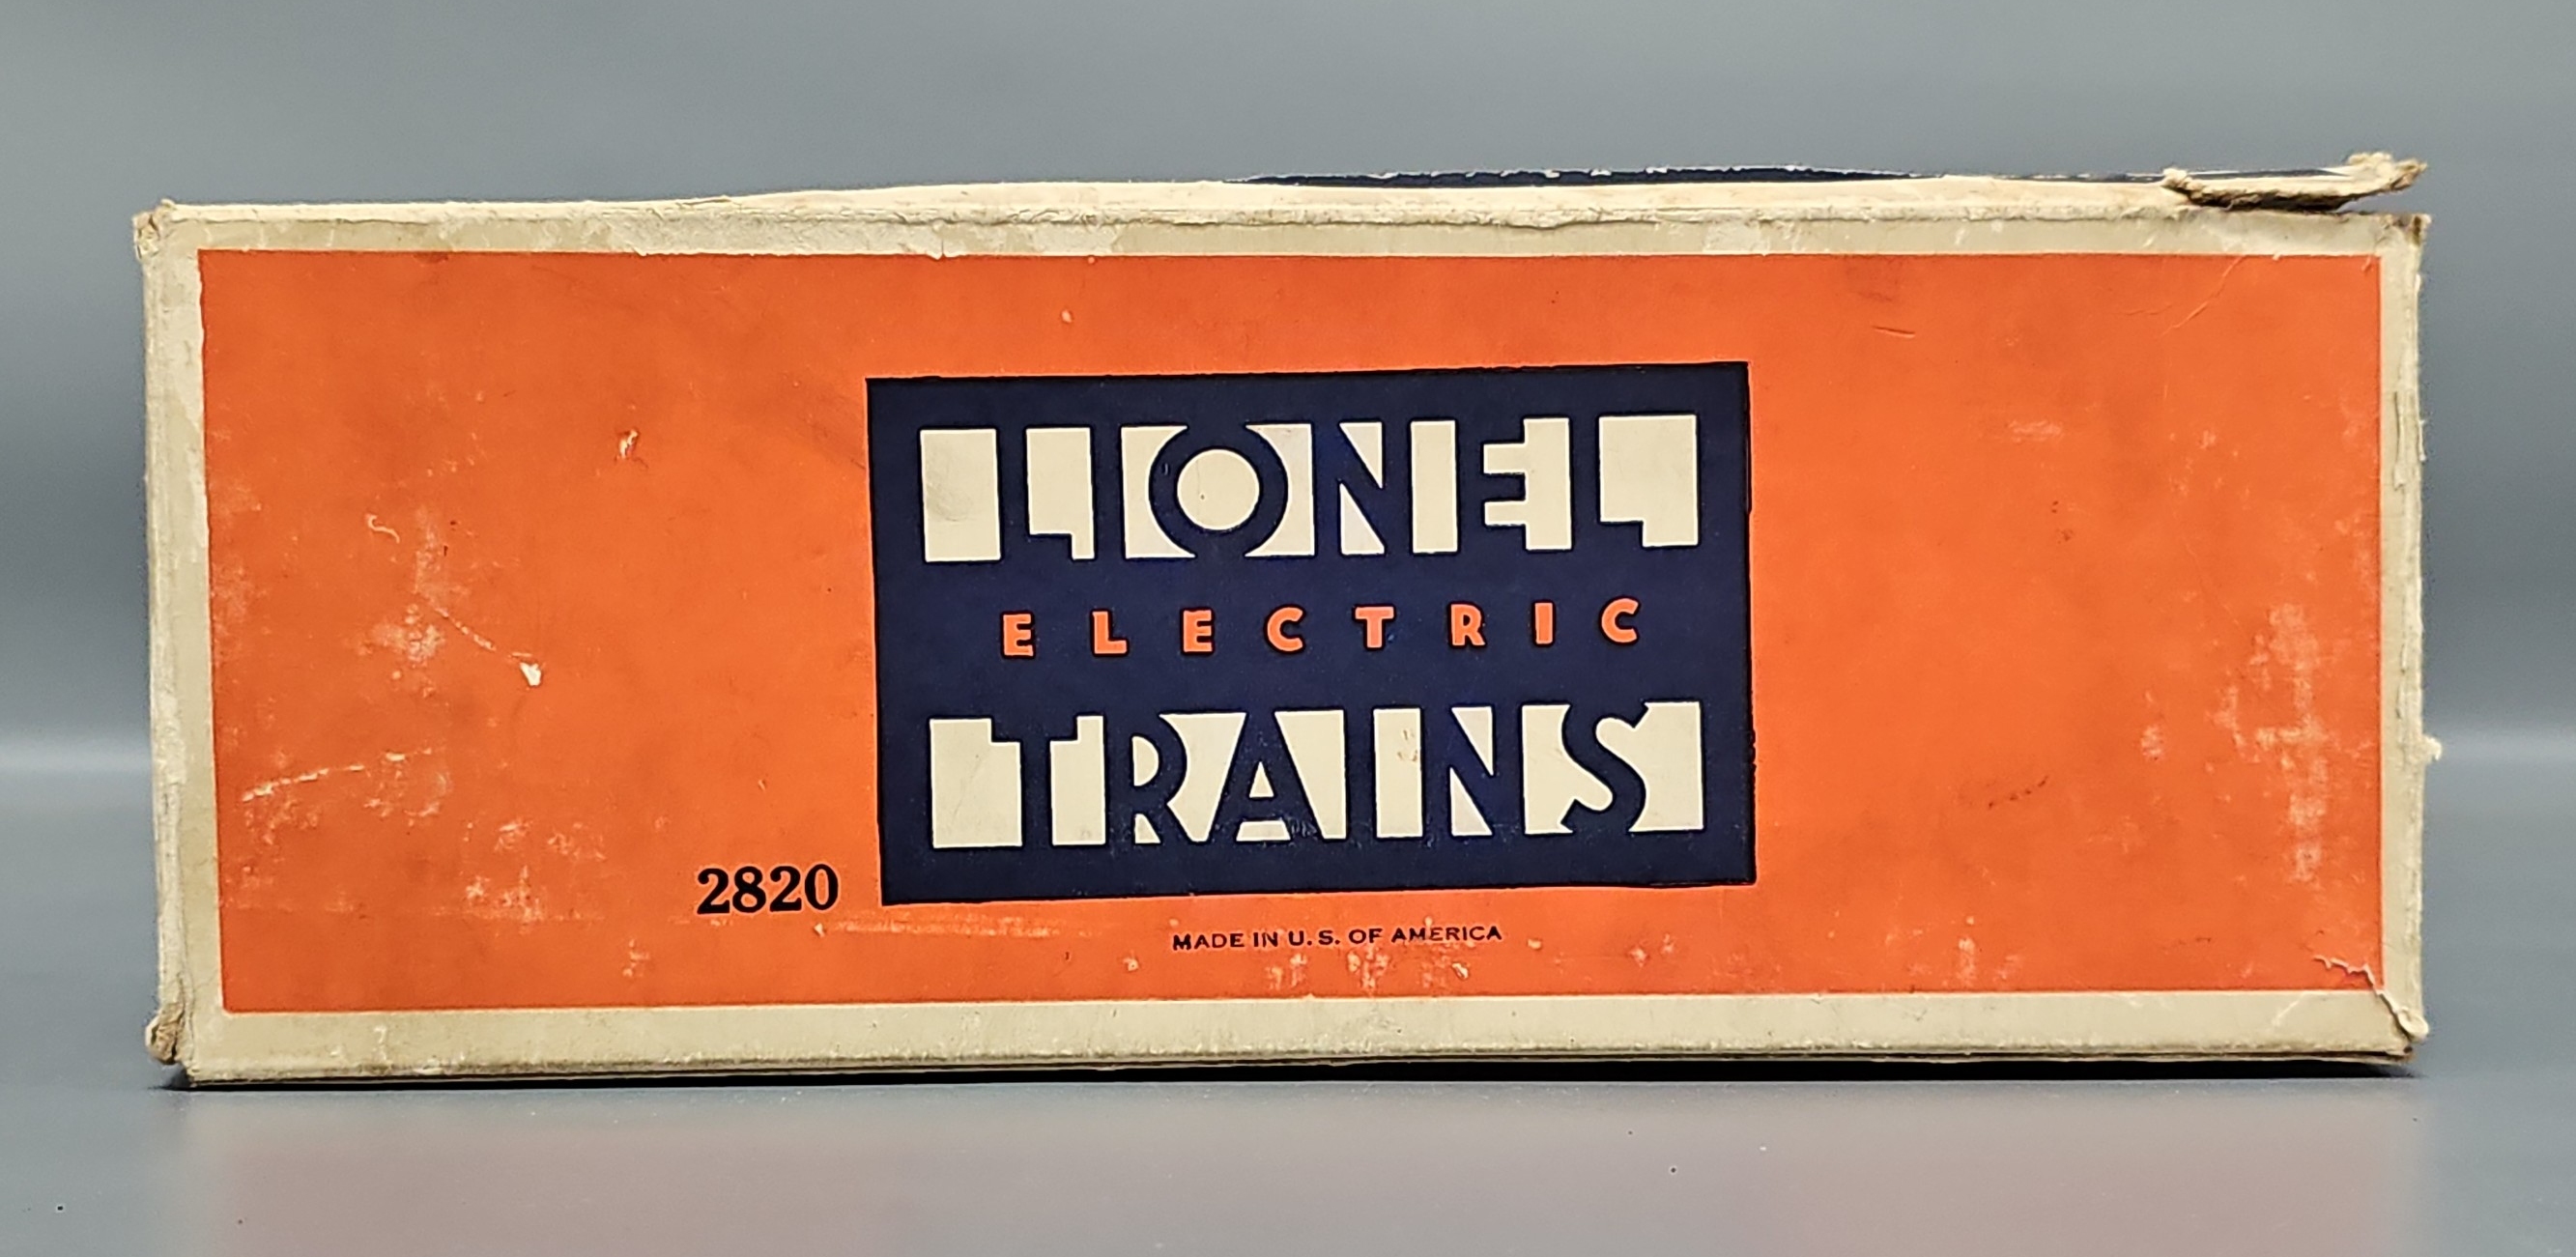 LIONEL
ELECTRIC
TRAINS
2820
MADE IN U. S. OF AMERICA